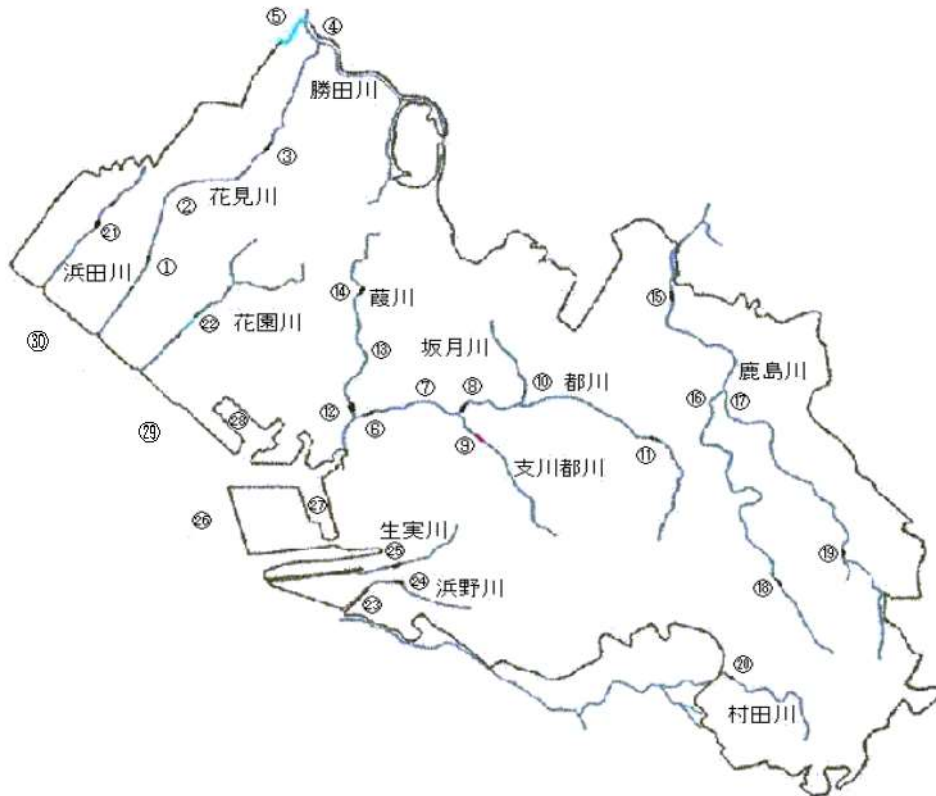 ⑤
④
勝田川
③
花見川
②
㉑
浜田川
①
花園川
㉒
㉚
⑭
葭川
⑮
⑬
坂月川
⑦
⑧
⑩
都川
鹿島川
⑯
⑰
⑫
⑥
㉘
㉙
⑨
支川都川
⑪
㉗
㉖
生実川
㉕
⑲
㉔
浜野川
㉓
⑱
⑳
村田川